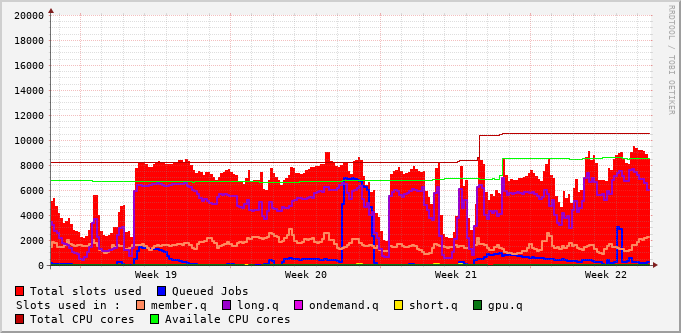 20000
18000
16000
14000
12000
10000
8000
6000
4000
2000
0
Week 19 Week 20 Week 21 Week 22
RRDTOOL / TOBI OETIKER
Total slots used Queued Jobs
Slots used in : member.q long.q ondemand.q short.q gpu.q
Total CPU cores Availale CPU cores